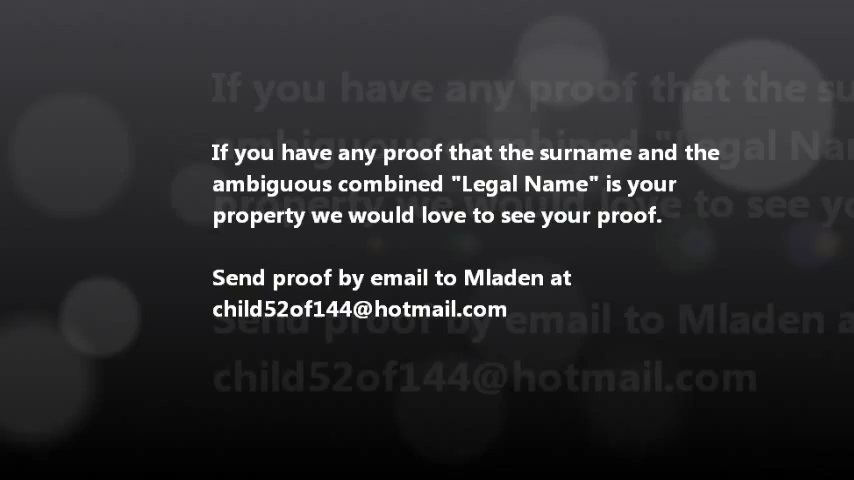 If you have any proof that the surname and the
ambiguous combined "Legal Name" is your
property we would love to see your proof.
Send proof by email to Mladen at
child52of144@hotmail.com